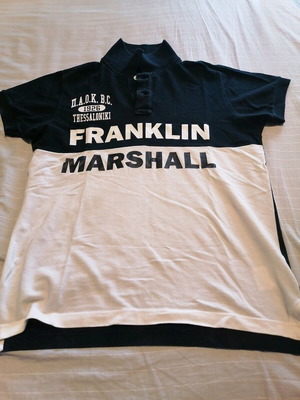 Π.Α.Ο.Κ. B.C.
1926
THESSALONIKI
FRANKLIN
MARSHALL